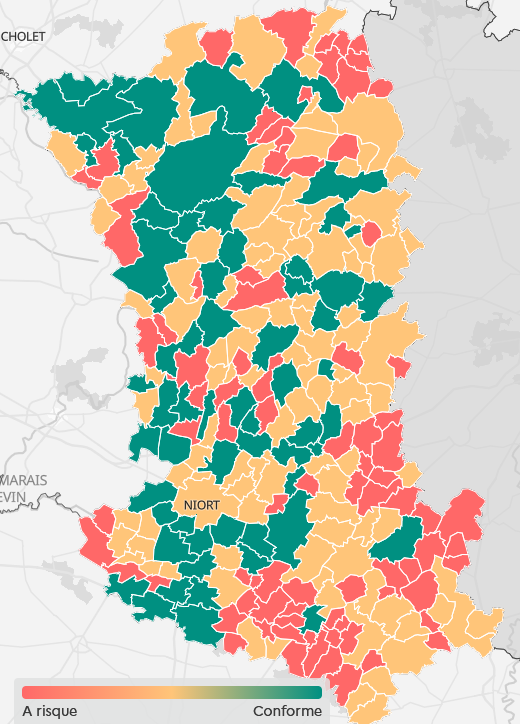 CHOLET
MARAIS
EVIN
NIORT
A risque
Conforme